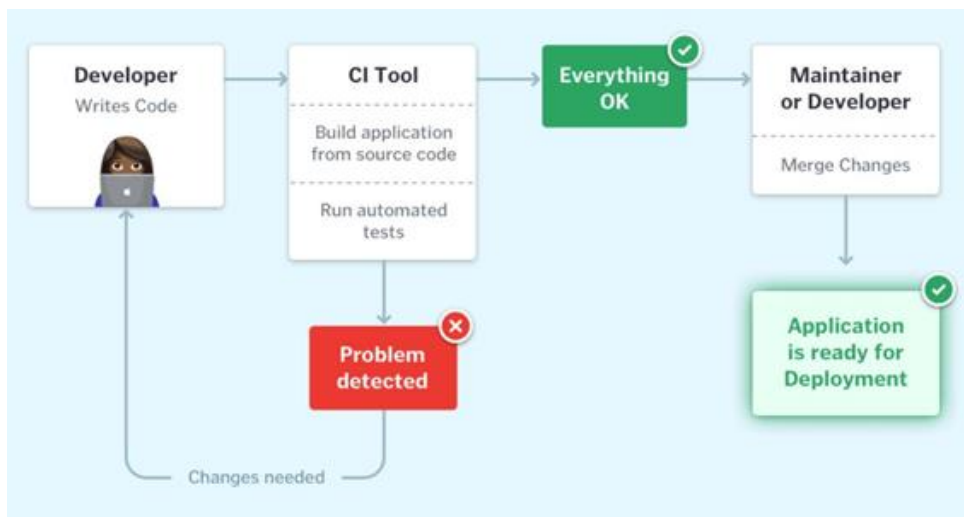 Developer
Writes Code
CI Tool
Build application
from source code
Run automated
tests
Everything
OK
Maintainer
or Developer
Merge Changes
Problem
detected
Application
is ready for
Deployment
Changes needed